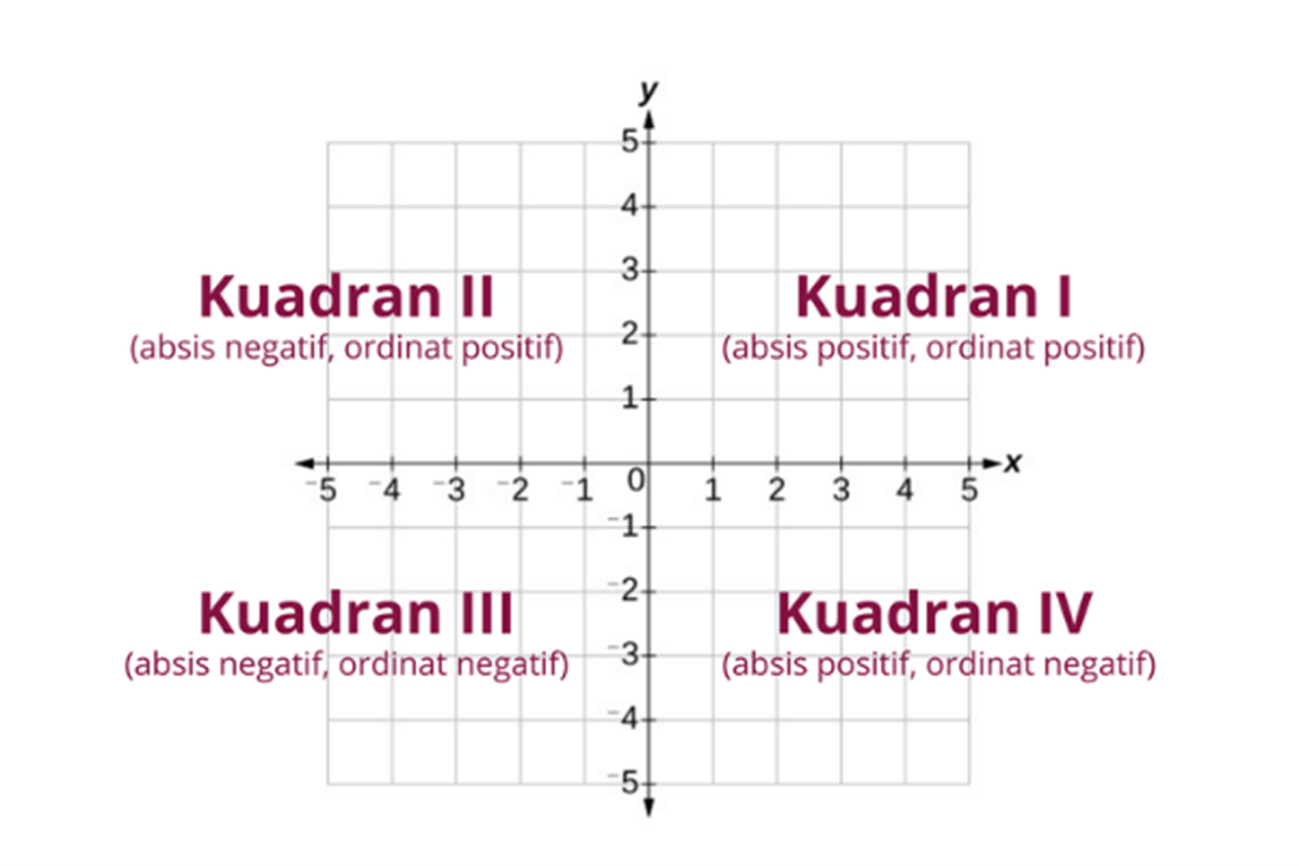 y
5
4
3
Kuadran II Kuadran I
(absis negatif, ordinat positif) 2 (absis positif, ordinat positif)
1
x
⁻5 ⁻4 ⁻3 ⁻2 ⁻1 0 1 2 3 4 5
⁻1
⁻2
Kuadran III Kuadran IV
(absis negatif, ordinat negatif) ⁻3 (absis positif, ordinat negatif)
⁻4
⁻5